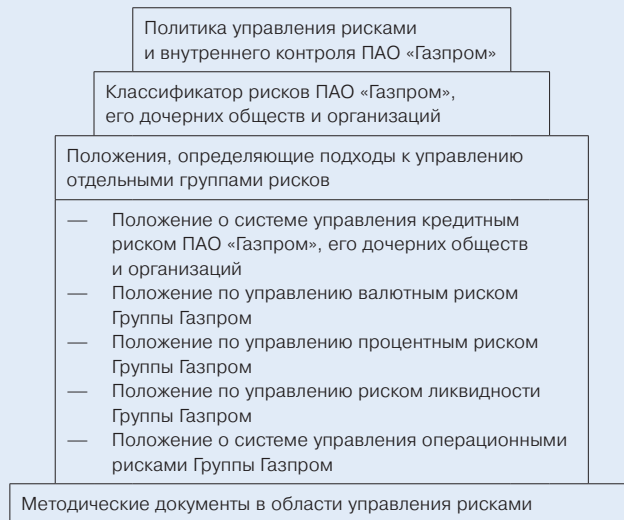 Политика управления рисками
и внутреннего контроля ПАО «Газпром»
Классификатор рисков ПАО «Газпром»,
его дочерних обществ и организаций
Положения, определяющие подходы к управлению
отдельными группами рисков
— Положение о системе управления кредитным
риском ПАО «Газпром», его дочерних обществ
и организаций
— Положение по управлению валютным риском
Группы Газпром
— Положение по управлению процентным риском
Группы Газпром
— Положение по управлению риском ликвидности
Группы Газпром
— Положение о системе управления операционными
рисками Группы Газпром
Методические документы в области управления рисками